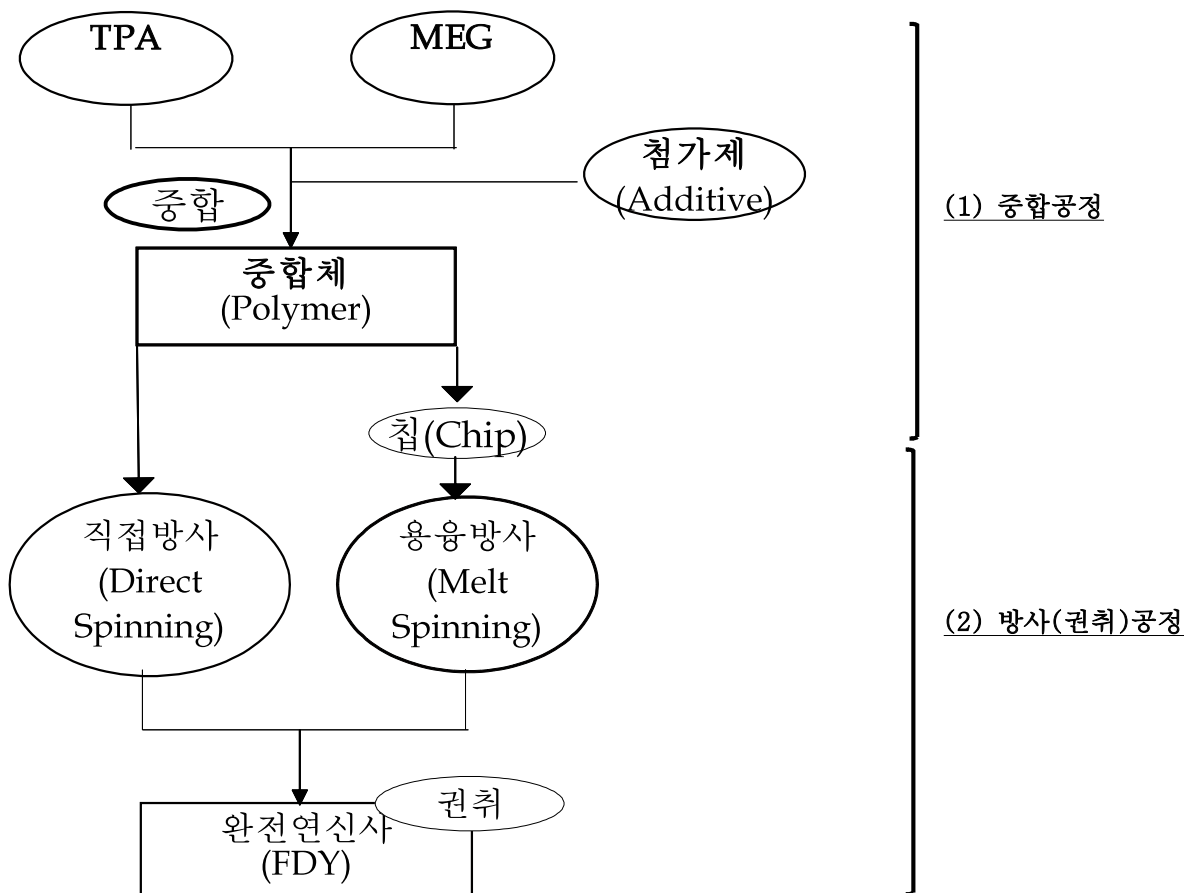 TPA
MEG
첨가제
(Additive)
중합
(1) 중합공정
중합체
(Polymer)
칩(Chip)
직접방사
(Direct
Spinning)
용융방사
(Melt
Spinning)
(2) 방사(권취)공정
권취
완전연신사
(FDY)